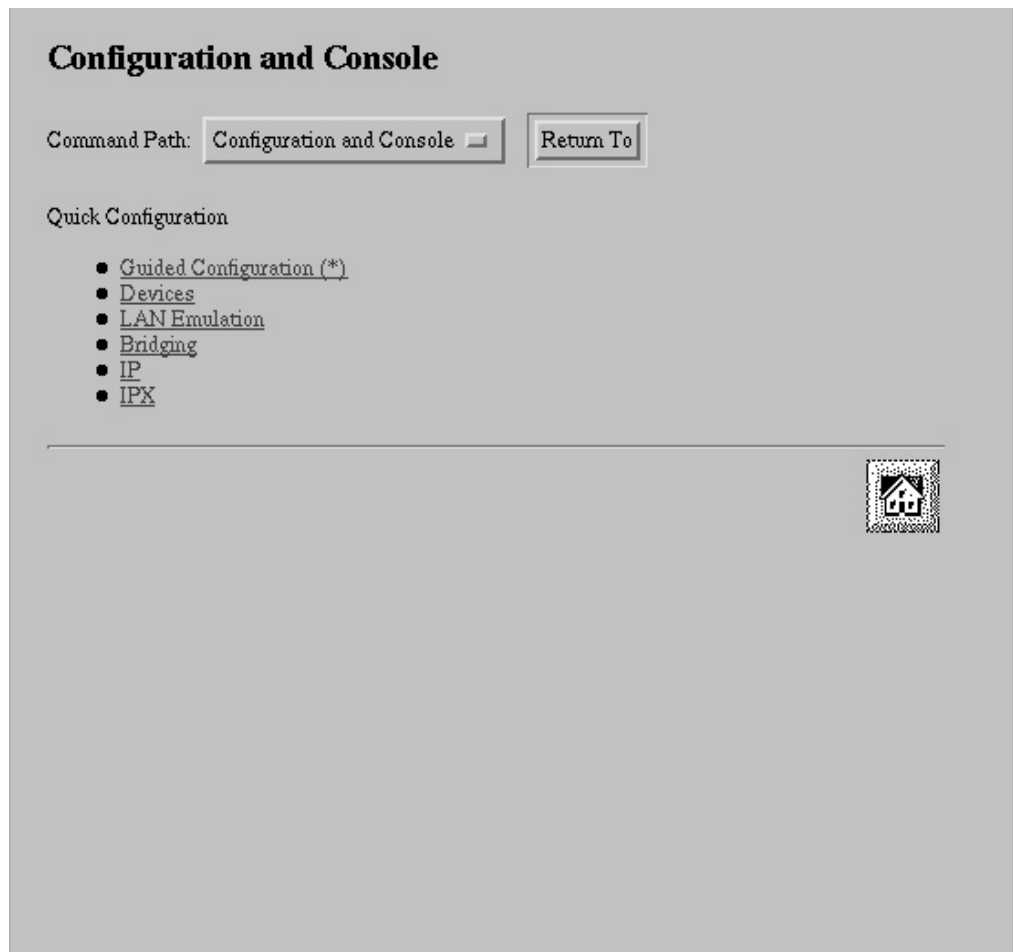 Configuration and Console
Command Path: Configuration and Console Return To
Quick Configuration
Guided Configuration (*)
Devices
LAN Emulation
Bridging
IP
IPX